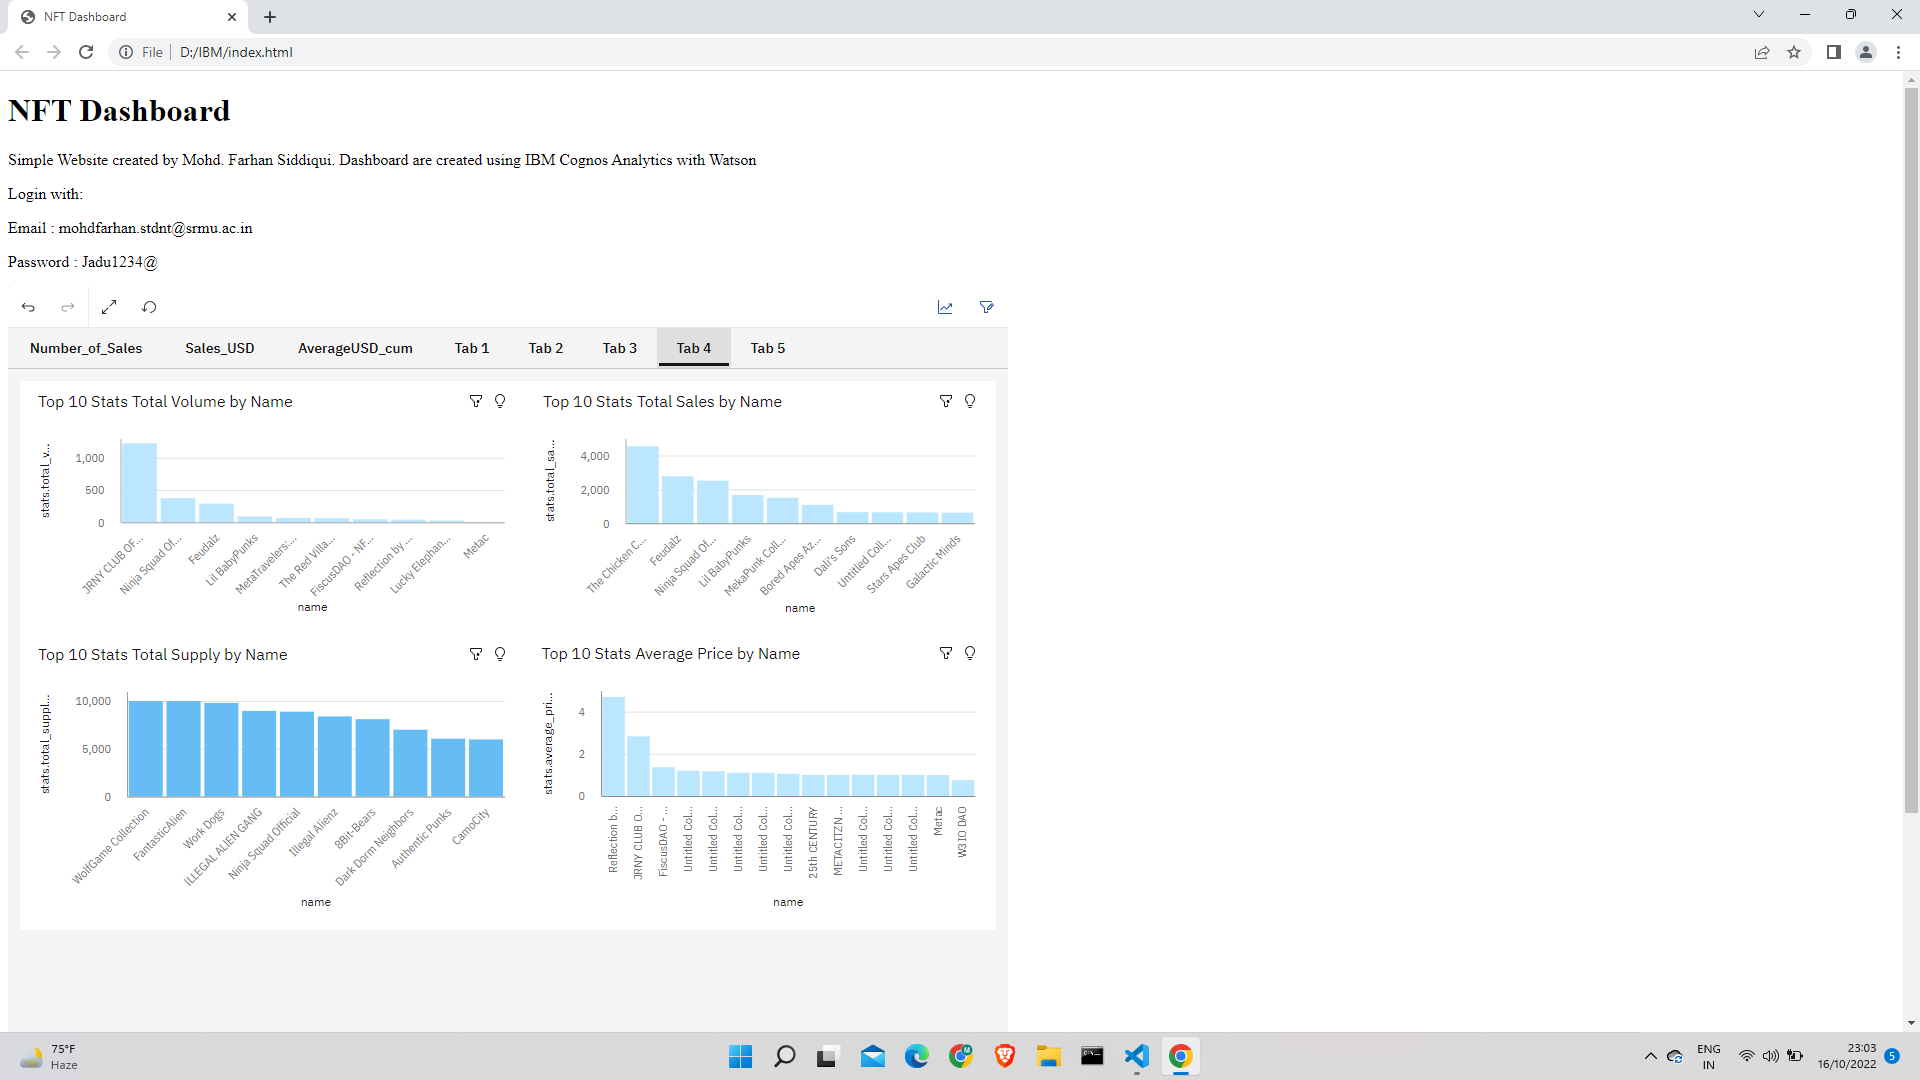 NFT Dashboard
File
D:/IBM/index.html
NFT Dashboard
Simple Website created by Mohd. Farhan Siddiqui. Dashboard are created using IBM Cognos Analytics with Watson
Login with:
Email : mohdfarhan.stdnt@srmu.ac.in
Password : Jadu1234@
Number_of_Sales
Sales_USD
AverageUSD_cum
Tab 1
Tab 2
Tab 3
Tab 4
Tab 5
Top 10 Stats Total Volume by Name
stats.total_v...
1,000
500
0
JRNY CLUB OF...
Ninja Squad Of...
Feudalz
Lil BabyPunks
MetaTravelers:...
The Red Villa...
FiscusDAO - NF...
Reflection by ...
Lucky Elephan...
Metac
name
Top 10 Stats Total Sales by Name
stats.total_sa...
4,000
2,000
0
The Chicken C...
Feudalz
Ninja Squad Of...
Lil BabyPunks
MekaPunk Coll...
Bored Apes Az...
Dali's Sons
Untitled Coll...
Stars Apes Club
Galactic Minds
name
Top 10 Stats Total Supply by Name
stats.total_suppl...
10,000
5,000
0
WolfGame Collection
FantasticAlien
Work Dogs
ILLEGAL ALIEN GANG
Ninja Squad Official
Illegal Alienz
8Bit-Bears
Dark Dorm Neighbors
Authentic Punks
CamoCity
name
Top 10 Stats Average Price by Name
stats.average_pri...
4
2
0
Reflection b...
JRNY CLUB O...
FiscusDAO - ...
Untitled Col...
Untitled Col...
Untitled Col...
Untitled Col...
Untitled Col...
25th CENTURY
METACITIZN ...
Untitled Col...
Untitled Col...
Untitled Col...
Metac
W3IO DAO
name
75°F
Haze
ENG
IN
23:03
16/10/2022
5